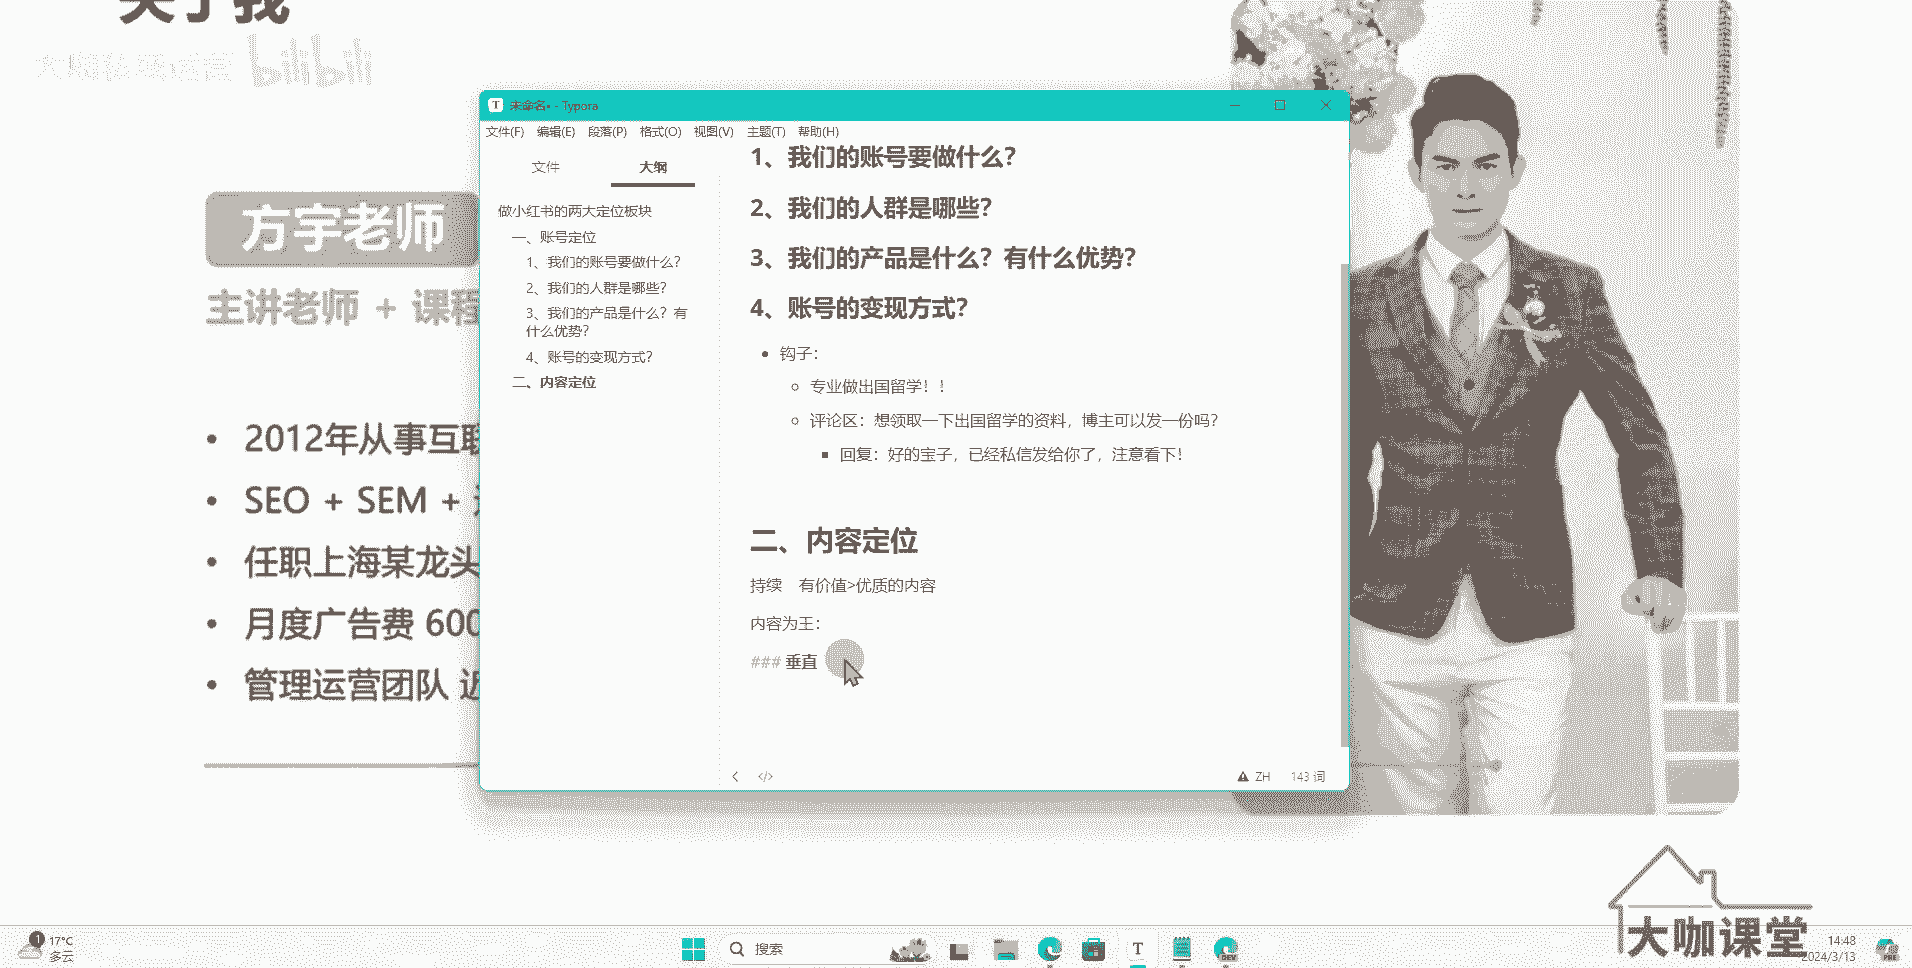 关于我
大咖私域运营 bilibili
方宇老师
主讲老师 + 课程
2012年从事互联
SEO + SEM +
任职上海某龙头
月度广告费 600
管理运营团队 近
T 未命名• - Typora
文件(F) 编辑(E) 段落(P) 格式(O) 视图(V) 主题(T) 帮助(H)
文件 大纲
做小红书的两大定位板块
一、账号定位
1、我们的账号要做什么？
2、我们的人群是哪些？
3、我们的产品是什么？有
什么优势？
4、账号的变现方式？
二、内容定位
1、我们的账号要做什么？
2、我们的人群是哪些？
3、我们的产品是什么？有什么优势？
4、账号的变现方式？
钩子：
专业做出国留学！！
评论区：想领取一下出国留学的资料，博主可以发一份吗？
回复：好的宝子，已经私信发给你了，注意看下！
二、内容定位
持续 有价值>优质的内容
内容为王：
### 垂直
</> ZH 143 词
大咖课堂
1 17°C
多云
搜索
T
DEV
14:48
2024/3/13
PRE